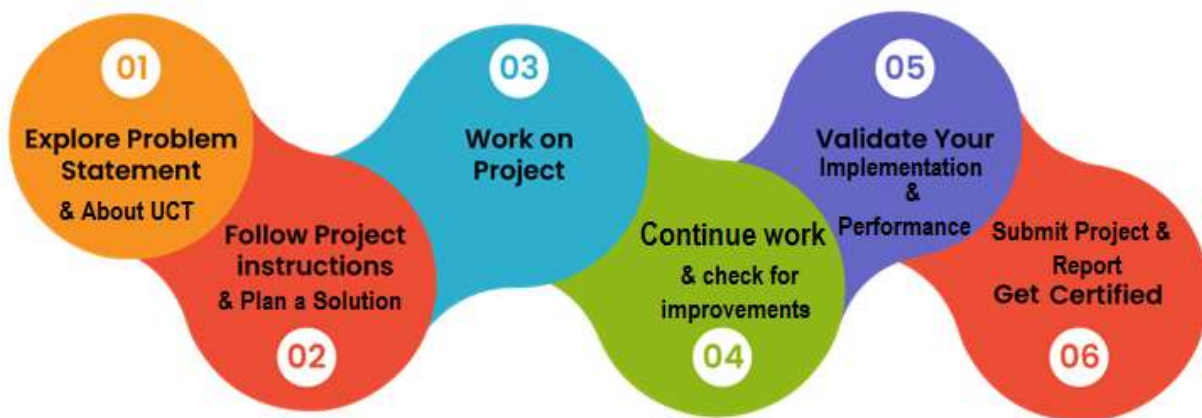 01
Explore Problem
Statement
& About UCT
Follow Project
instructions
& Plan a Solution
02
03
Work on
Project
Continue work
& check for
improvements
04
05
Validate Your
Implementation
&
Performance
Submit Project &
Report
Get Certified
06